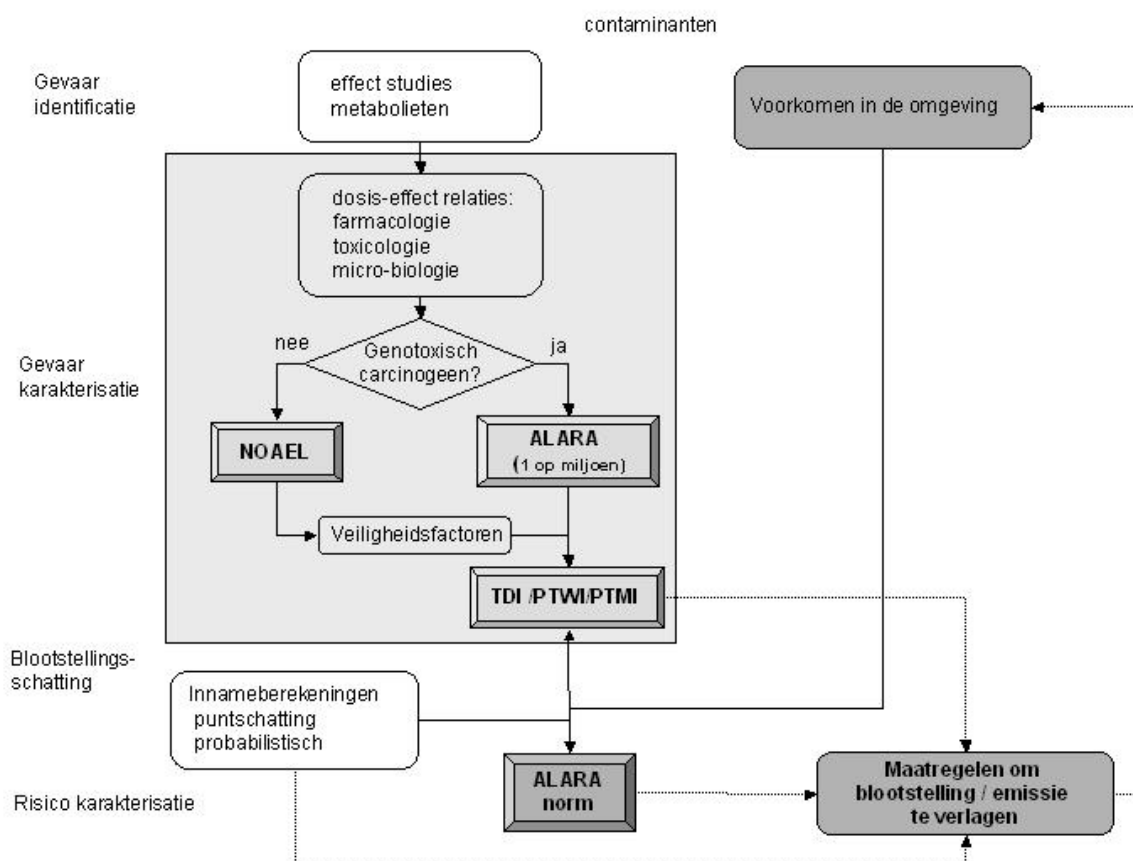 contaminanten
Gevaar
identificatie
effect studies
metabolieten
Voorkomen in de omgeving
dosis-effect relaties:
farmacologie
toxicologie
micro-biologie
Gevaar
karakterisatie
nee
Genotoxisch
carcinogeen?
ja
NOAEL
ALARA
(1 op miljoen)
Veiligheidsfactoren
TDI /PTWI/PTMI
Blootstellings-
schatting
Innameberekeningen
puntschatting
probabilistisch
Risico karakterisatie
ALARA
norm
Maatregelen om
blootstelling / emissie
te verlagen